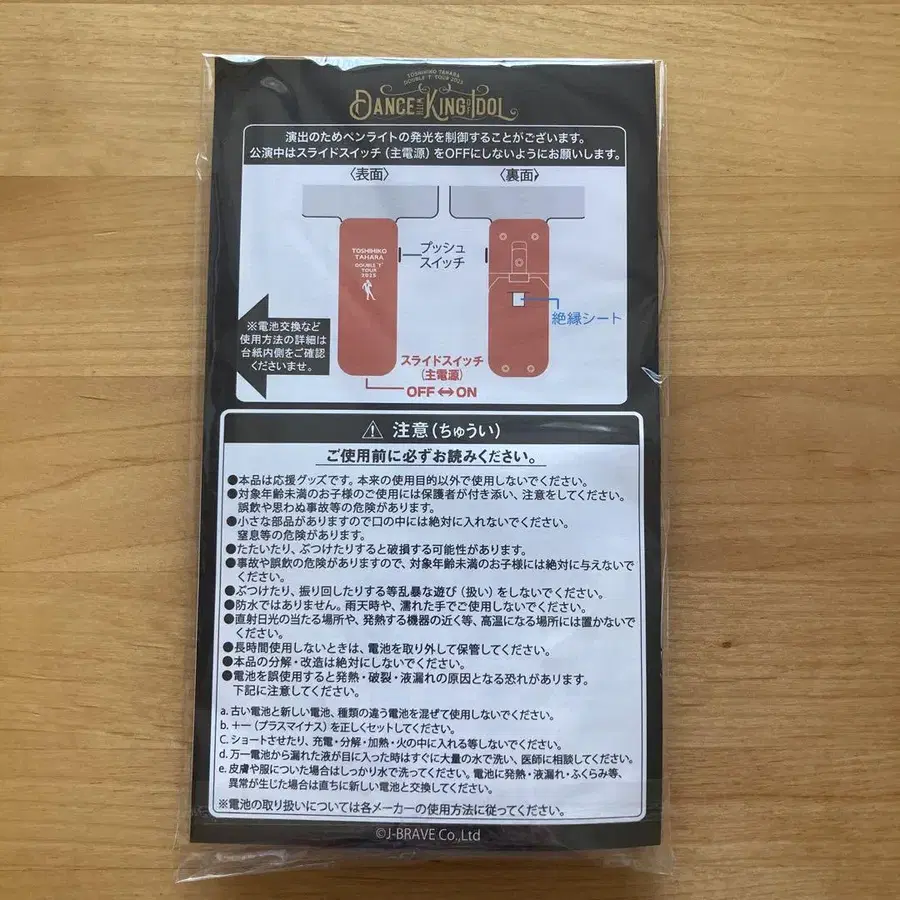 TOSHIHIKO TAHARA
DOUBLE 'T' TOUR 2025
DANCE WITH KING OF IDOL
演出のためペンライトの発光を制御することがございます。
公演中はスライドスイッチ（主電源）をOFFにしないようにお願いします。
〈表面〉
〈裏面〉
TOSHIHIKO
TAHARA
DOUBLE 'T'
TOUR
2025
プッシュ
スイッチ
絶縁シート
※電池交換など
使用方法の詳細は
台紙内側をご確認
くださいませ。
スライドスイッチ
（主電源）
OFF⇔ON
⚠ 注意（ちゅうい）
ご使用前に必ずお読みください。
●本品は応援グッズです。本来の使用目的以外で使用しないでください。
●対象年齢未満のお子様のご使用には保護者が付き添い、注意をしてください。
誤飲や思わぬ事故等の危険があります。
●小さな部品がありますので口の中には絶対に入れないでください。
窒息等の危険があります。
●たたいたり、ぶつけたりすると破損する可能性があります。
●事故や誤飲の危険がありますので、対象年齢未満のお子様には絶対に与えないで
ください。
●ぶつけたり、振り回したりする等乱暴な遊び（扱い）をしないでください。
●防水ではありません。雨天時や、濡れた手でご使用しないでください。
●直射日光の当たる場所や、発熱する機器の近く等、高温になる場所には置かないで
ください。
●長時間使用しないときは、電池を取り外して保管してください。
●本品の分解・改造は絶対にしないでください。
●電池を誤使用すると発熱・破裂・液漏れの原因となる恐れがあります。
下記に注意してください。
a. 古い電池と新しい電池、種類の違う電池を混ぜて使用しないでください。
b. ＋－（プラスマイナス）を正しくセットしてください。
C. ショートさせたり、充電・分解・加熱・火の中に入れる等しないでください。
d. 万一電池から漏れた液が目に入った時はすぐに大量の水で洗い、医師に相談してください。
e. 皮膚や服についた場合はしっかり水で洗ってください。電池に発熱・液漏れ・ふくらみ等、
異常が生じた場合は直ちに新しい電池と交換してください。
※電池の取り扱いについては各メーカーの使用方法に従ってください。
©J-BRAVE Co.,Ltd